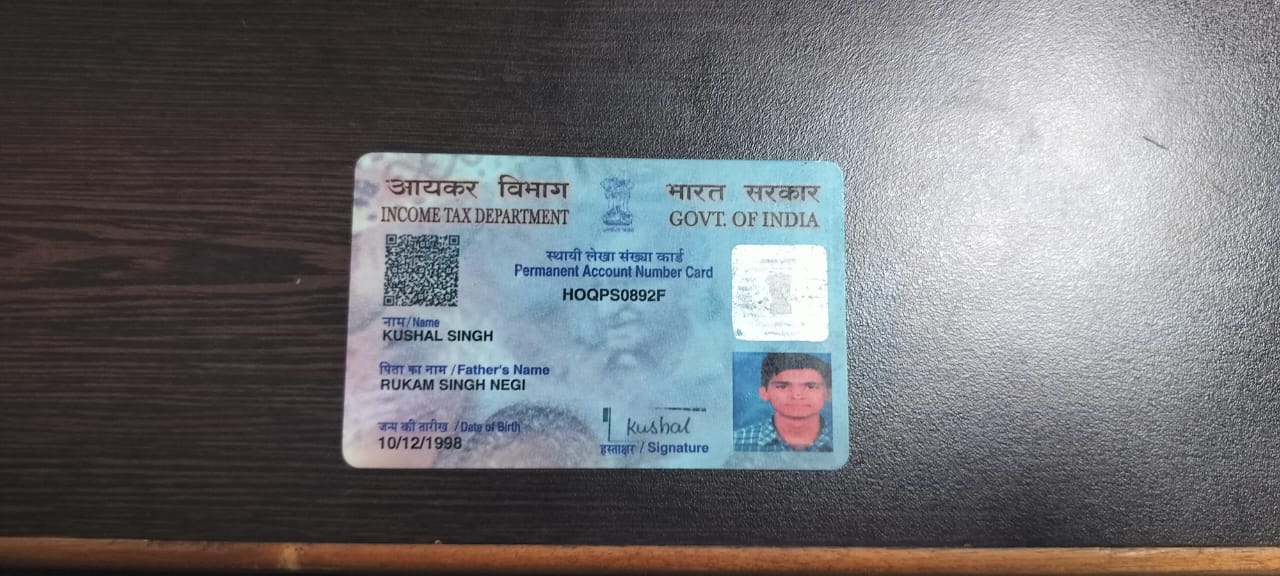 आयकर विभाग
INCOME TAX DEPARTMENT
भारत सरकार
GOVT. OF INDIA
स्थायी लेखा संख्या कार्ड
Permanent Account Number Card
HOQPS0892F
नाम/Name
KUSHAL SINGH
पिता का नाम /Father's Name
RUKAM SINGH NEGI
जन्म की तारीख /Date of Birth
10/12/1998
Kushal
हस्ताक्षर / Signature